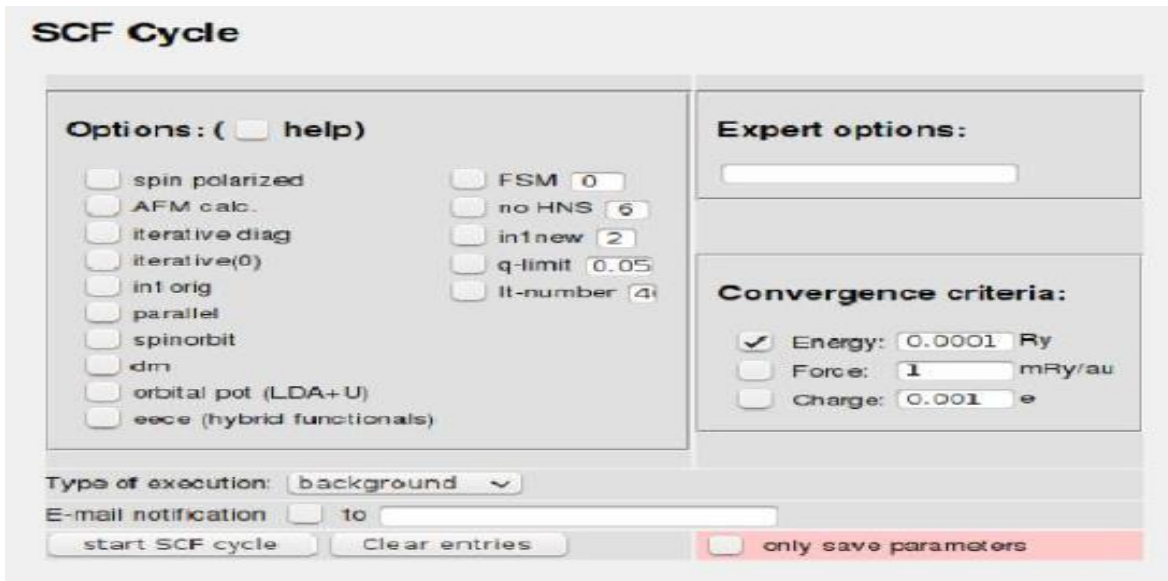 SCF Cycle
Options: ( help)
spin polarized
AFM calc.
iterative diag
iterative(0)
in1 orig
parallel
spinorbit
dm
orbital pot (LDA+U)
eece (hybrid functionals)
FSM 0
no HNS 6
in1new 2
q-limit 0.05
lt-number
Expert options:
Convergence criteria:
Energy: 0.0001 Ry
Force: 1 mRy/au
Charge: 0.001 e
Type of execution: background
E-mail notification to
start SCF cycle Clear entries only save parameters